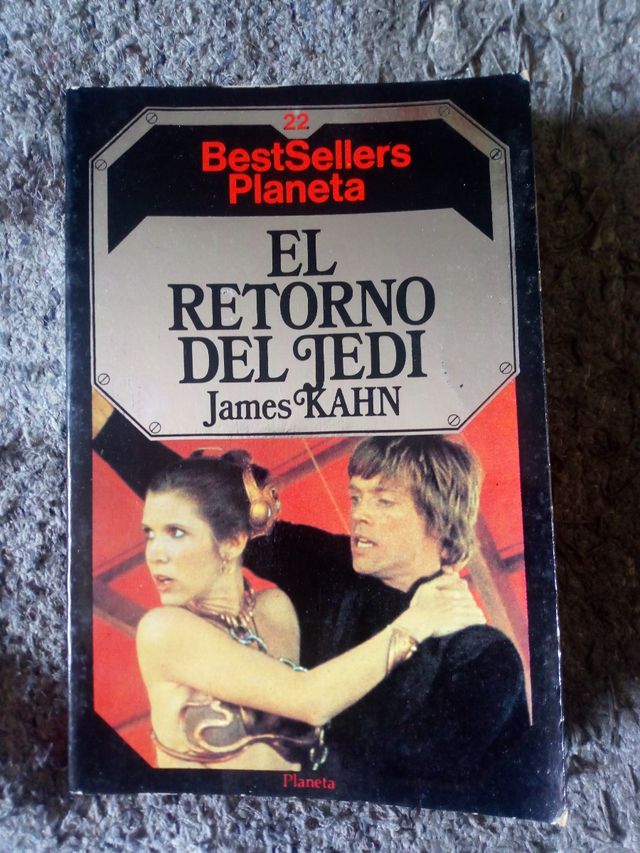 22
BestSellers
Planeta
EL
RETORNO
DEL JEDI
James KAHN
Planeta